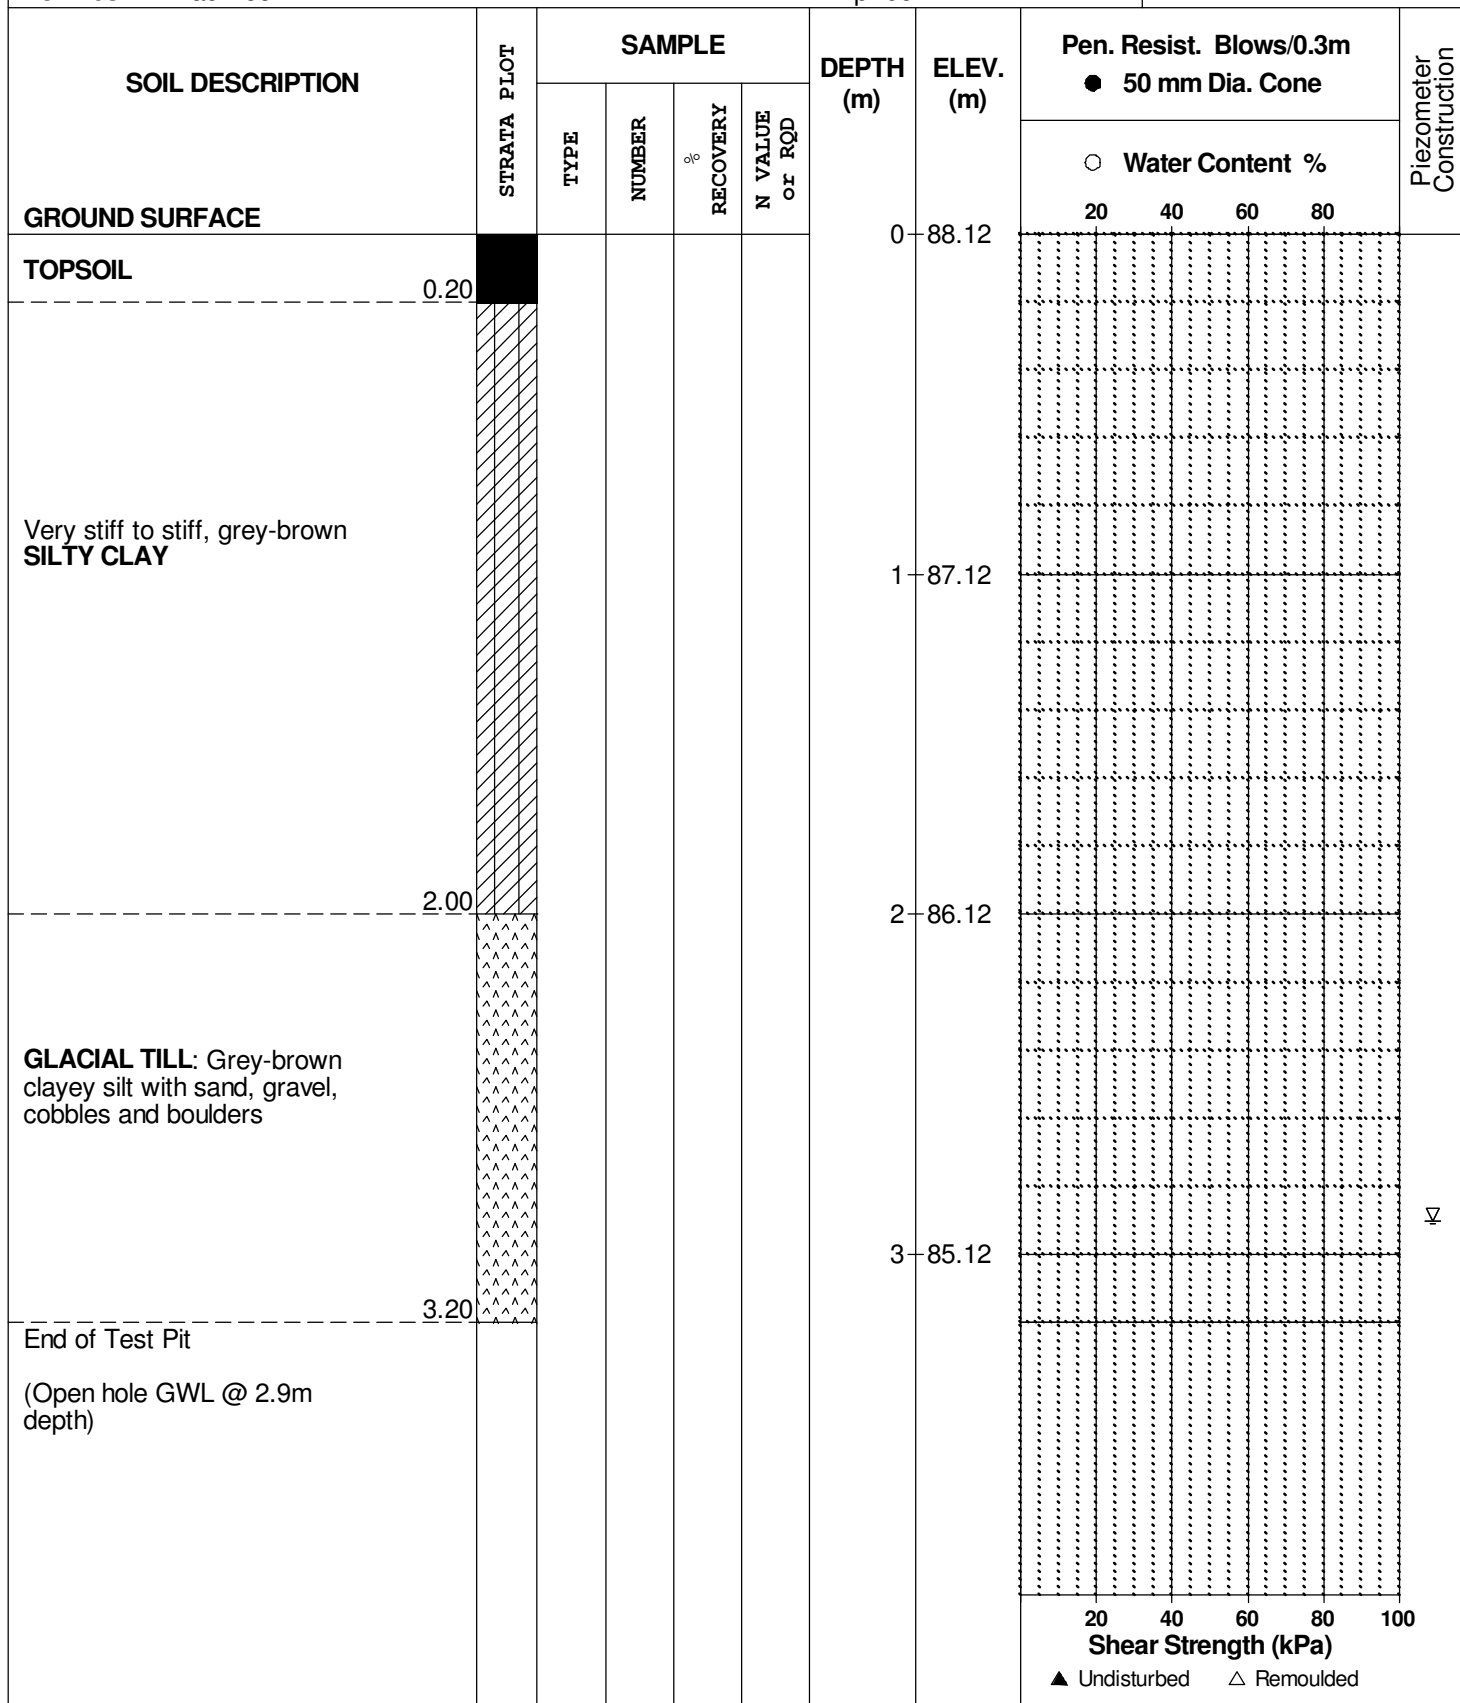 SOIL DESCRIPTION
GROUND SURFACE
STRATA PLOT
SAMPLE
TYPE
NUMBER
%
RECOVERY
N VALUE
or RQD
DEPTH
(m)
ELEV.
(m)
Pen. Resist. Blows/0.3m
● 50 mm Dia. Cone
○ Water Content %
20 40 60 80
Piezometer
Construction
0 88.12
TOPSOIL
0.20
Very stiff to stiff, grey-brown
SILTY CLAY
1 87.12
2.00
2 86.12
GLACIAL TILL: Grey-brown
clayey silt with sand, gravel,
cobbles and boulders
3 85.12
3.20
End of Test Pit
(Open hole GWL @ 2.9m
depth)
20 40 60 80 100
Shear Strength (kPa)
▲ Undisturbed △ Remoulded